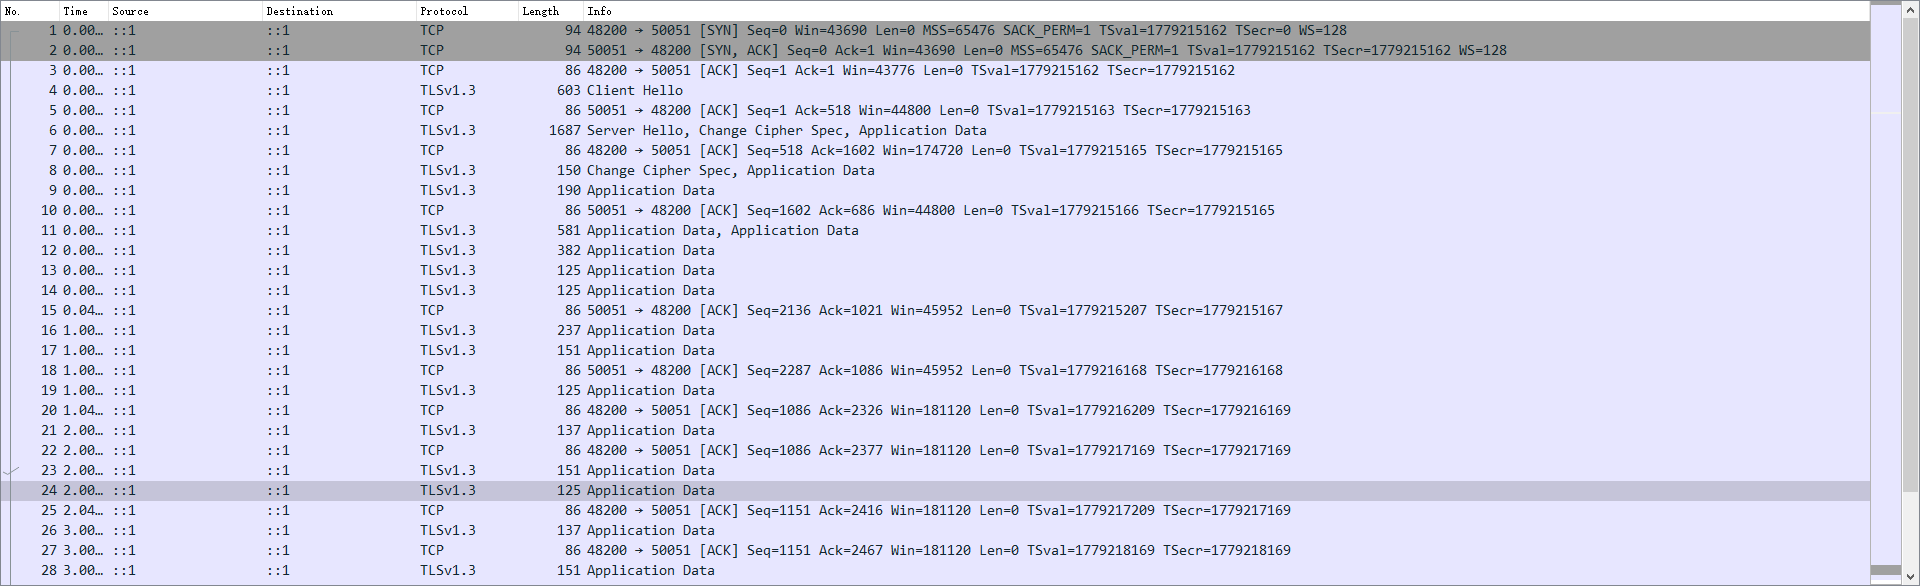 No. Time Source Destination Protocol Length Info
1 0.00… ::1 ::1 TCP 94 48200 → 50051 [SYN] Seq=0 Win=43690 Len=0 MSS=65476 SACK_PERM=1 TSval=1779215162 TSecr=0 WS=128
2 0.00… ::1 ::1 TCP 94 50051 → 48200 [SYN, ACK] Seq=0 Ack=1 Win=43690 Len=0 MSS=65476 SACK_PERM=1 TSval=1779215162 TSecr=1779215162 WS=128
3 0.00… ::1 ::1 TCP 86 48200 → 50051 [ACK] Seq=1 Ack=1 Win=43776 Len=0 TSval=1779215162 TSecr=1779215162
4 0.00… ::1 ::1 TLSv1.3 603 Client Hello
5 0.00… ::1 ::1 TCP 86 50051 → 48200 [ACK] Seq=1 Ack=518 Win=44800 Len=0 TSval=1779215163 TSecr=1779215163
6 0.00… ::1 ::1 TLSv1.3 1687 Server Hello, Change Cipher Spec, Application Data
7 0.00… ::1 ::1 TCP 86 48200 → 50051 [ACK] Seq=518 Ack=1602 Win=174720 Len=0 TSval=1779215165 TSecr=1779215165
8 0.00… ::1 ::1 TLSv1.3 150 Change Cipher Spec, Application Data
9 0.00… ::1 ::1 TLSv1.3 190 Application Data
10 0.00… ::1 ::1 TCP 86 50051 → 48200 [ACK] Seq=1602 Ack=686 Win=44800 Len=0 TSval=1779215166 TSecr=1779215165
11 0.00… ::1 ::1 TLSv1.3 581 Application Data, Application Data
12 0.00… ::1 ::1 TLSv1.3 382 Application Data
13 0.00… ::1 ::1 TLSv1.3 125 Application Data
14 0.00… ::1 ::1 TLSv1.3 125 Application Data
15 0.04… ::1 ::1 TCP 86 50051 → 48200 [ACK] Seq=2136 Ack=1021 Win=45952 Len=0 TSval=1779215207 TSecr=1779215167
16 1.00… ::1 ::1 TLSv1.3 237 Application Data
17 1.00… ::1 ::1 TLSv1.3 151 Application Data
18 1.00… ::1 ::1 TCP 86 50051 → 48200 [ACK] Seq=2287 Ack=1086 Win=45952 Len=0 TSval=1779216168 TSecr=1779216168
19 1.00… ::1 ::1 TLSv1.3 125 Application Data
20 1.04… ::1 ::1 TCP 86 48200 → 50051 [ACK] Seq=1086 Ack=2326 Win=181120 Len=0 TSval=1779216209 TSecr=1779216169
21 2.00… ::1 ::1 TLSv1.3 137 Application Data
22 2.00… ::1 ::1 TCP 86 48200 → 50051 [ACK] Seq=1086 Ack=2377 Win=181120 Len=0 TSval=1779217169 TSecr=1779217169
23 2.00… ::1 ::1 TLSv1.3 151 Application Data
24 2.00… ::1 ::1 TLSv1.3 125 Application Data
25 2.04… ::1 ::1 TCP 86 48200 → 50051 [ACK] Seq=1151 Ack=2416 Win=181120 Len=0 TSval=1779217209 TSecr=1779217169
26 3.00… ::1 ::1 TLSv1.3 137 Application Data
27 3.00… ::1 ::1 TCP 86 48200 → 50051 [ACK] Seq=1151 Ack=2467 Win=181120 Len=0 TSval=1779218169 TSecr=1779218169
28 3.00… ::1 ::1 TLSv1.3 151 Application Data